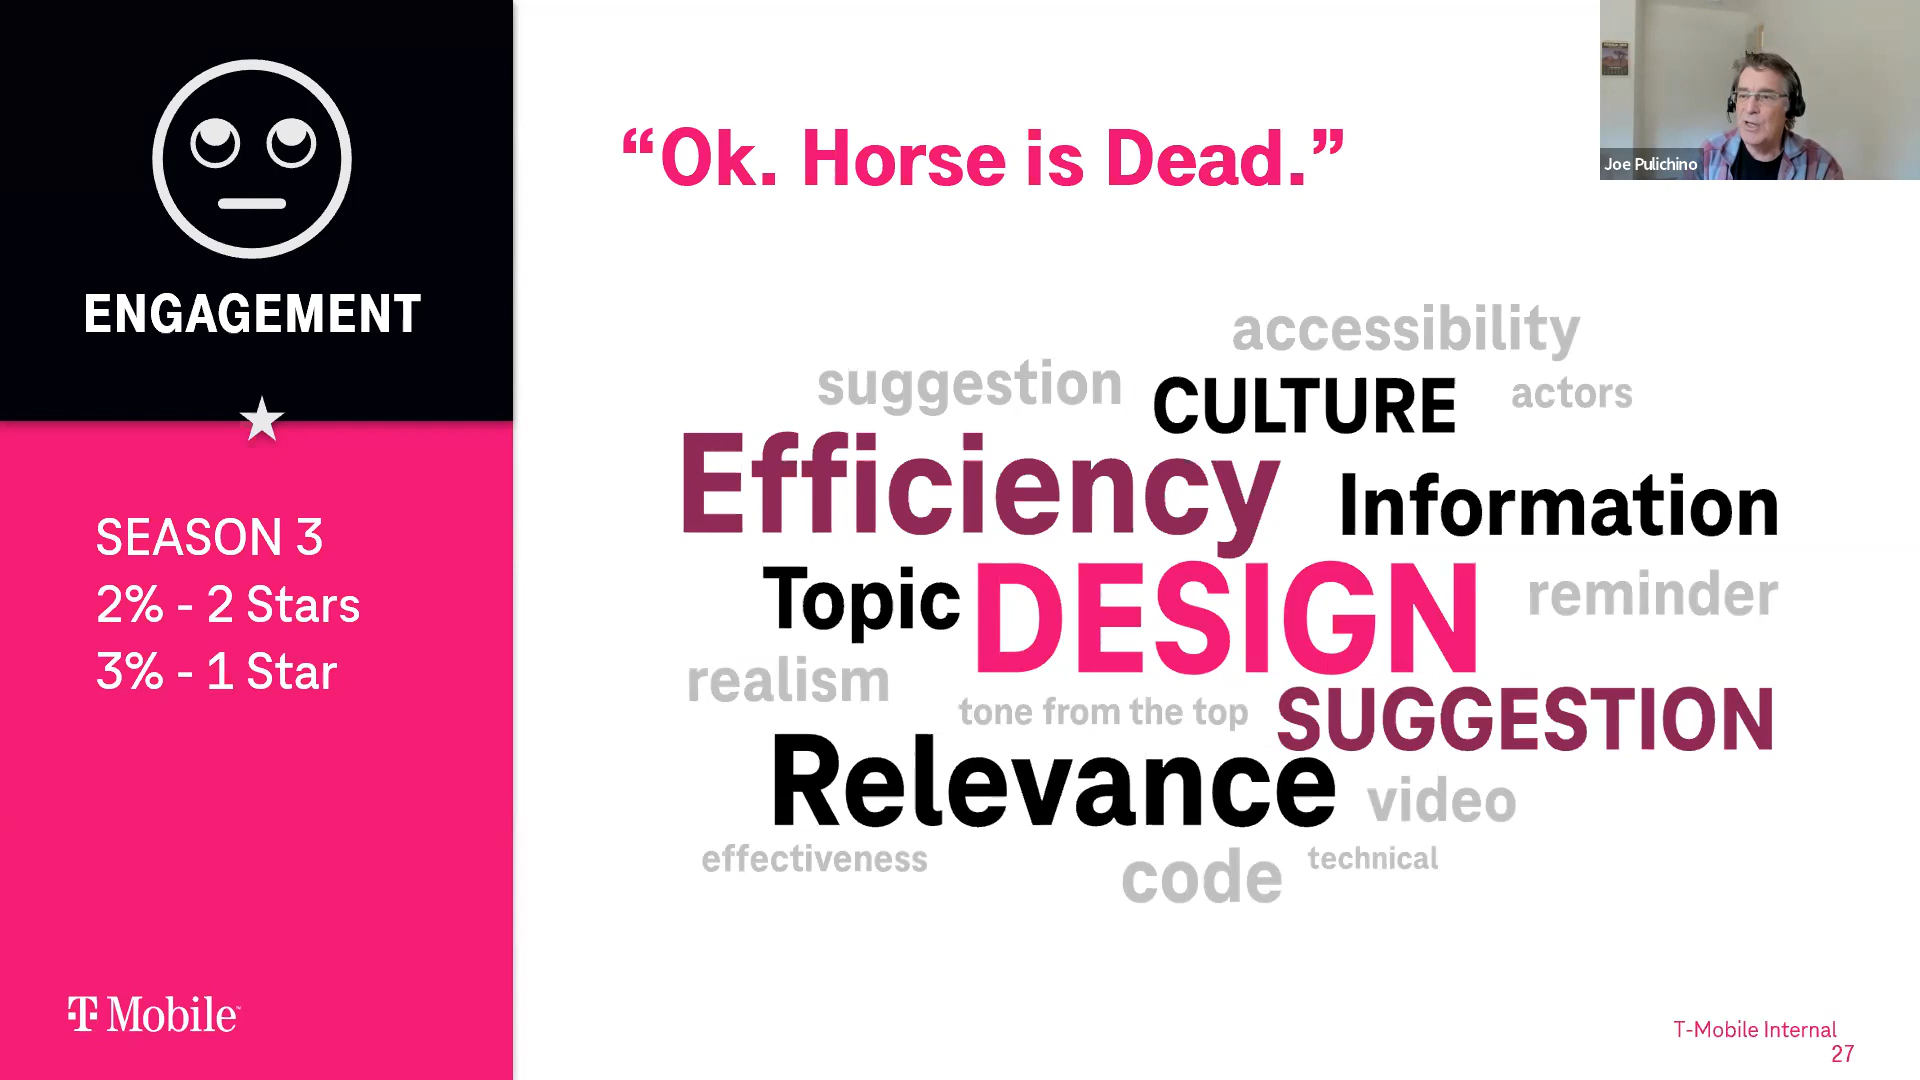 ENGAGEMENT
SEASON 3
2% - 2 Stars
3% - 1 Star
T Mobile™
“Ok. Horse is Dead.”
accessibility
suggestion
CULTURE
actors
Efficiency
Information
Topic
DESIGN
reminder
realism
tone from the top
SUGGESTION
Relevance
video
effectiveness
code
technical
T-Mobile Internal
27
Joe Pulichino